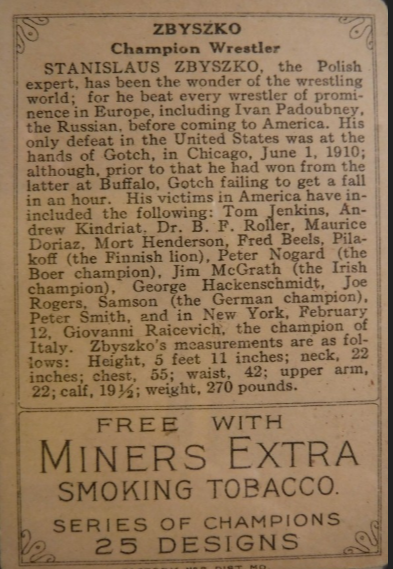 ZBYSZKO
Champion Wrestler
STANISLAUS ZBYSZKO, the Polish
expert, has been the wonder of the wrestling
world; for he beat every wrestler of promi-
nence in Europe, including Ivan Padoubney,
the Russian, before coming to America. His
only defeat in the United States was at the
hands of Gotch, in Chicago, June 1, 1910;
although, prior to that he had won from the
latter at Buffalo, Gotch failing to get a fall
in an hour. His victims in America have in-
included the following: Tom Jenkins, An-
drew Kindriat, Dr. B. F. Roller, Maurice
Doriaz, Mort Henderson, Fred Beels, Pila-
koff (the Finnish lion), Peter Nogard (the
Boer champion), Jim McGrath (the Irish
champion), George Hackenschmidt, Joe
Rogers, Samson (the German champion),
Peter Smith, and in New York, February
12, Giovanni Raicevich, the champion of
Italy. Zbyszko's measurements are as fol-
lows: Height, 5 feet 11 inches; neck, 22
inches; chest, 55; waist, 42; upper arm,
22; calf, 19½; weight, 270 pounds.
FREE WITH
MINERS EXTRA
SMOKING TOBACCO.
SERIES OF CHAMPIONS
25 DESIGNS
DIST. MD.